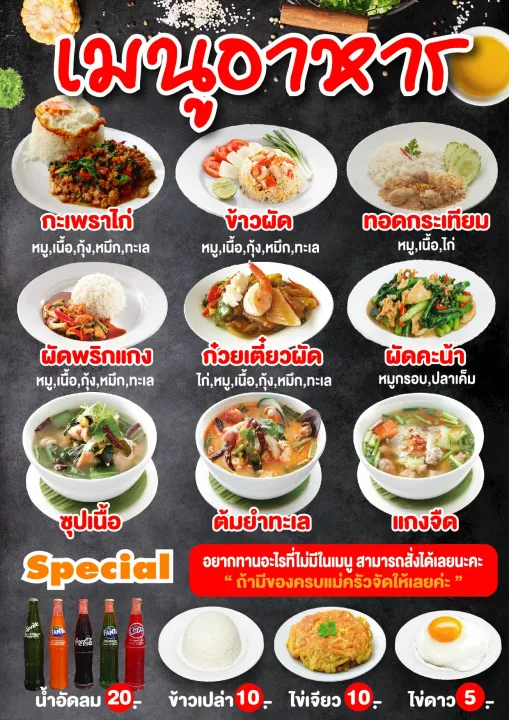 เมนูอาหาร
กะเพราไก่
หมู,เนื้อ,กุ้ง,หมึก,ทะเล
ข้าวผัด
หมู,เนื้อ,กุ้ง,หมึก,ทะเล
ทอดกระเทียม
หมู,เนื้อ,ไก่
ผัดพริกแกง
หมู,เนื้อ,กุ้ง,หมึก,ทะเล
ก๋วยเตี๋ยวผัด
ไก่,หมู,เนื้อ,กุ้ง,หมึก,ทะเล
ผัดคะน้า
หมูกรอบ,ปลาเค็ม
ซุปเนื้อ
ต้มยำทะเล
แกงจืด
Special
อยากทานอะไรที่ไม่มีในเมนู สามารถสั่งได้เลยนะคะ
“ ถ้ามีของครบแม่ครัวจัดให้เลยค่ะ ”
FANTA
FANTA
น้ำอัดลม 20.-
ข้าวเปล่า 10.-
ไข่เจียว 10.-
ไข่ดาว 5.-